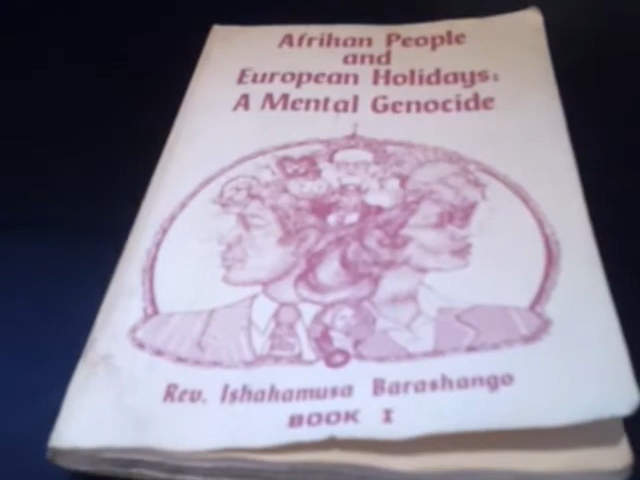 Afrikan People
and
European Holidays:
A Mental Genocide
Rev. Ishakamusa Barashango
BOOK I